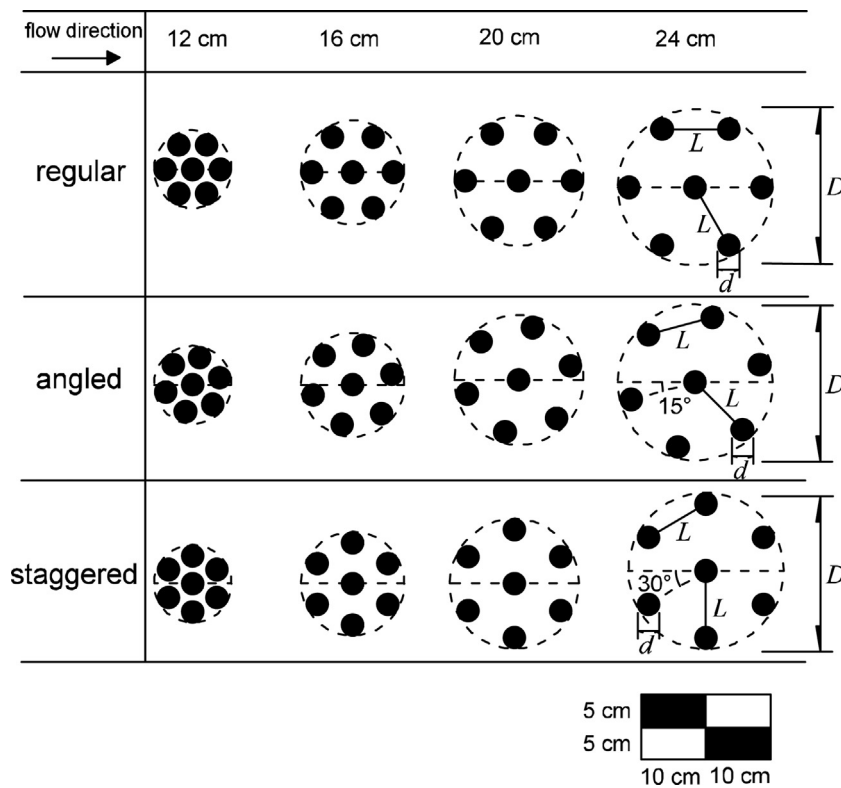 flow direction
12 cm 16 cm 20 cm 24 cm
regular
L
L
D
d
angled
L
15°
L
D
d
staggered
L
30°
L
D
d
5 cm
5 cm
10 cm 10 cm